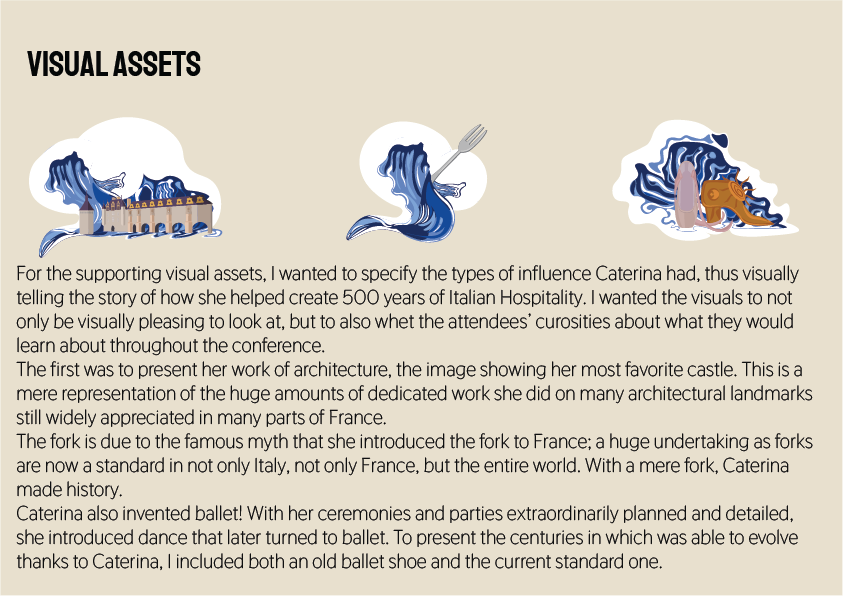 VISUAL ASSETS
For the supporting visual assets, I wanted to specify the types of influence Caterina had, thus visually
telling the story of how she helped create 500 years of Italian Hospitality. I wanted the visuals to not
only be visually pleasing to look at, but to also whet the attendees’ curosities about what they would
learn about throughout the conference.
The first was to present her work of architecture, the image showing her most favorite castle. This is a
mere representation of the huge amounts of dedicated work she did on many architectural landmarks
still widely appreciated in many parts of France.
The fork is due to the famous myth that she introduced the fork to France; a huge undertaking as forks
are now a standard in not only Italy, not only France, but the entire world. With a mere fork, Caterina
made history.
Caterina also invented ballet! With her ceremonies and parties extraordinarily planned and detailed,
she introduced dance that later turned to ballet. To present the centuries in which was able to evolve
thanks to Caterina, I included both an old ballet shoe and the current standard one.